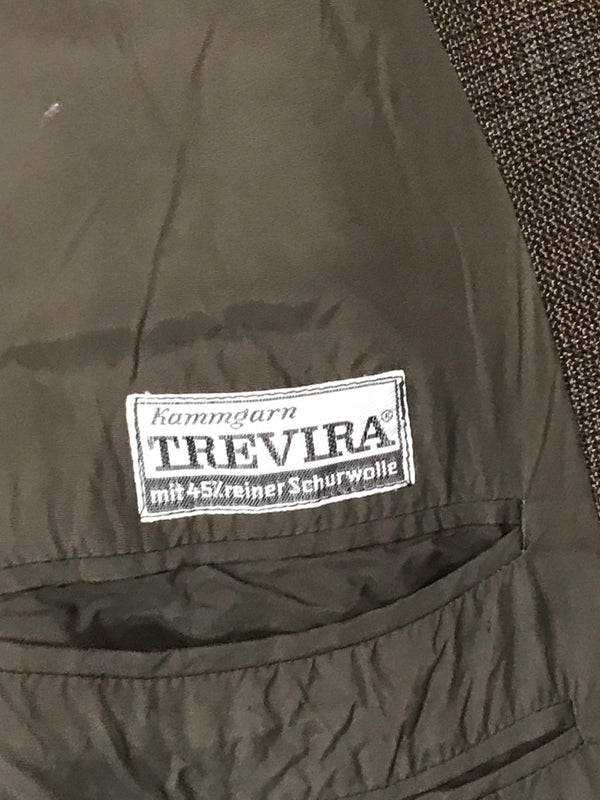 Kammgarn
TREVIRA®
mit 45% reiner Schurwolle